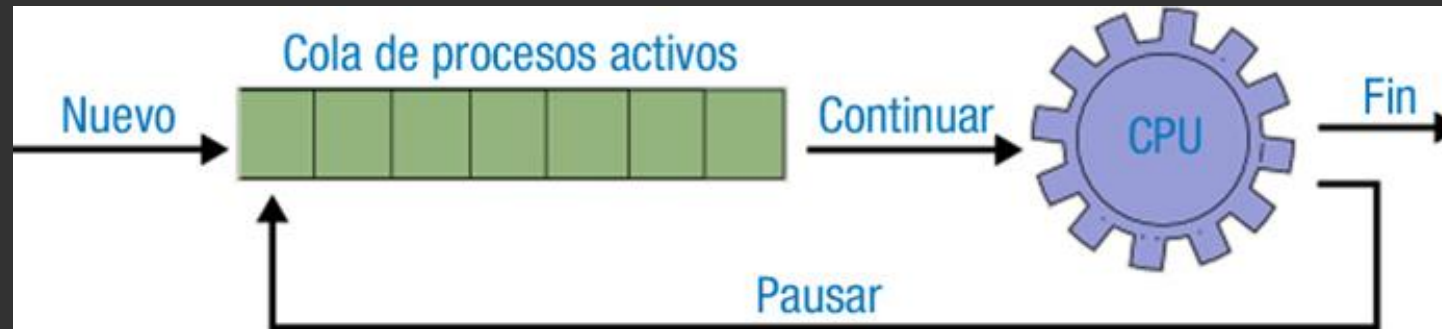 Cola de procesos activos
Nuevo
Continuar
CPU
Fin
Pausar